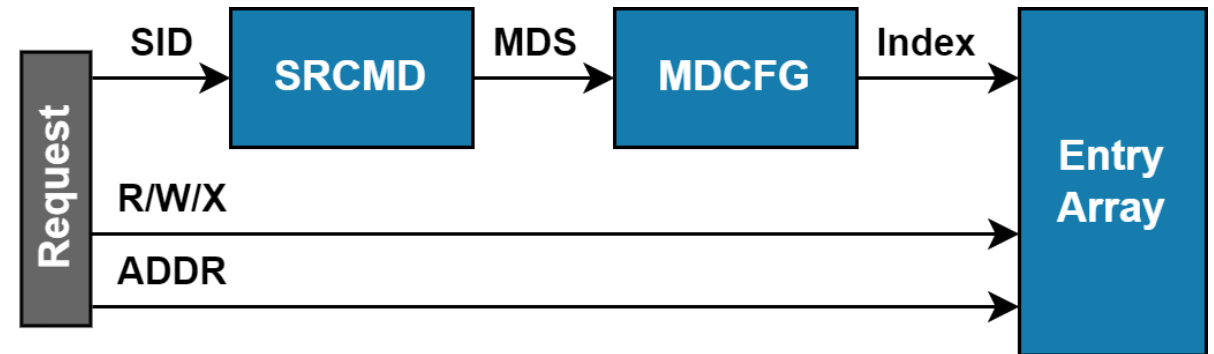 SID
SRCMD
MDS
MDCFG
Index
Request
R/W/X
ADDR
Entry
Array